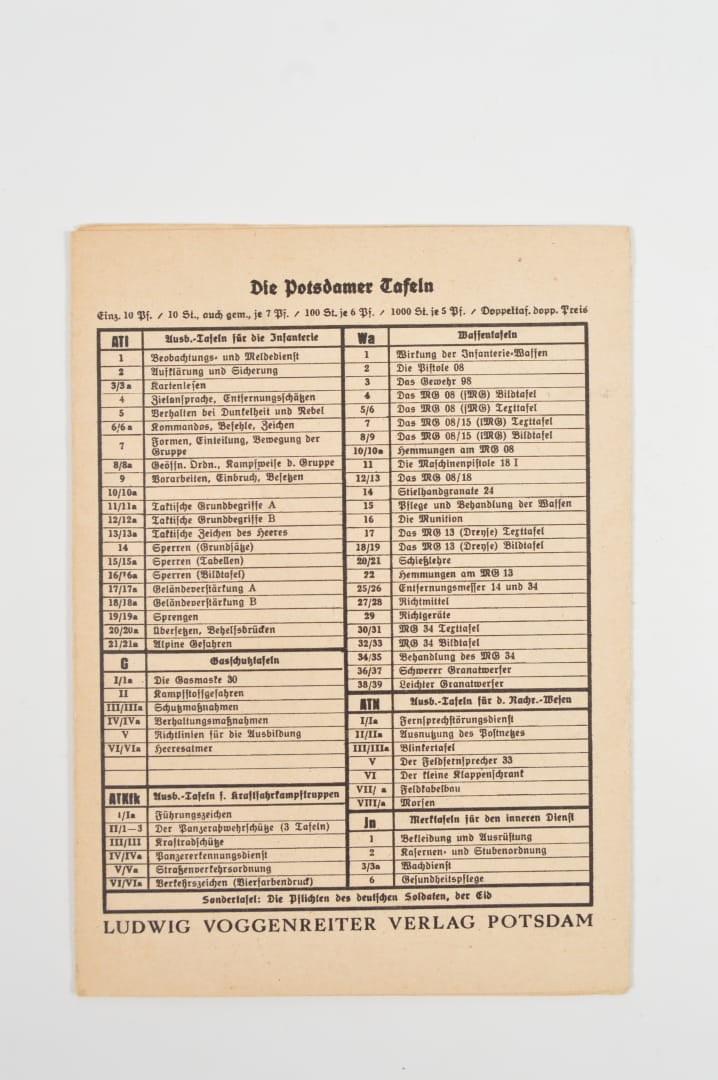 Die Potsdamer Tafeln
Einz. 10 Pf. / 10 St., auch gem., je 7 Pf. / 100 St. je 6 Pf. / 1000 St. je 5 Pf. / Doppeltaf. dopp. Preis
ATI Ausb.-Tafeln für die Infanterie
1 Beobachtungs- und Meldedienst
2 Aufklärung und Sicherung
3/3a Kartenlesen
4 Zielansprache, Entfernungsschätzen
5 Verhalten bei Dunkelheit und Nebel
6/6a Kommandos, Befehle, Zeichen
7 Formen, Einteilung, Bewegung der
Gruppe
8/8a Geöffn. Ordn., Kampfweise d. Gruppe
9 Vorarbeiten, Einbruch, Besetzen
10/10a
11/11a Taktische Grundbegriffe A
12/12a Taktische Grundbegriffe B
13/13a Taktische Zeichen des Heeres
14 Sperren (Grundsätze)
15/15a Sperren (Tabellen)
16/16a Sperren (Bildtafel)
17/17a Geländeverstärkung A
18/18a Geländeverstärkung B
19/19a Sprengen
20/20a Übersetzen, Behelfsbrücken
21/21a Alpine Gefahren
G Gasschutztafeln
I/Ia Die Gasmaske 30
II Kampfstoffgefahren
III/IIIa Schutzmaßnahmen
IV/IVa Verhaltungsmaßnahmen
V Richtlinien für die Ausbildung
VI/VIa Heeresatmer
ATKfk Ausb.-Tafeln f. Kraftfahrkampftruppen
I/Ia Führungszeichen
II/1–3 Der Panzerabwehrschütze (3 Tafeln)
III/III Kraftradschütze
IV/IVa Panzererkennungsdienst
V/Va Straßenverkehrsordnung
VI/VIa Verkehrszeichen (Vierfarbendruck)
Wa Waffentafeln
1 Wirkung der Infanterie-Waffen
2 Die Pistole 08
3 Das Gewehr 98
4 Das MG 08 (sMG) Bildtafel
5/6 Das MG 08 (sMG) Texttafel
7 Das MG 08/15 (lMG) Texttafel
8/9 Das MG 08/15 (lMG) Bildtafel
10/10a Hemmungen am MG 08
11 Die Maschinenpistole 18 I
12/13 Das MG 08/18
14 Stielhandgranate 24
15 Pflege und Behandlung der Waffen
16 Die Munition
17 Das MG 13 (Dreyse) Texttafel
18/19 Das MG 13 (Dreyse) Bildtafel
20/21 Schießlehre
22 Hemmungen am MG 13
25/26 Entfernungsmesser 14 und 34
27/28 Richtmittel
29 Richtgeräte
30/31 MG 34 Texttafel
32/33 MG 34 Bildtafel
34/35 Behandlung des MG 34
36/37 Schwerer Granatwerfer
38/39 Leichter Granatwerfer
ATN Ausb.-Tafeln für d. Nachr.-Wesen
I/Ia Fernsprechstörungsdienst
II/IIa Ausnutzung des Postnetzes
III/IIIa Blinkertafel
V Der Feldfernsprecher 33
VI Der kleine Klappenschrank
VII/ a Feldkabelbau
VIII/a Morsen
Jn Merktafeln für den inneren Dienst
1 Bekleidung und Ausrüstung
2 Kasernen- und Stubenordnung
3/3a Wachdienst
6 Gesundheitspflege
Sondertafel: Die Pflichten des deutschen Soldaten, der Eid
LUDWIG VOGGENREITER VERLAG POTSDAM